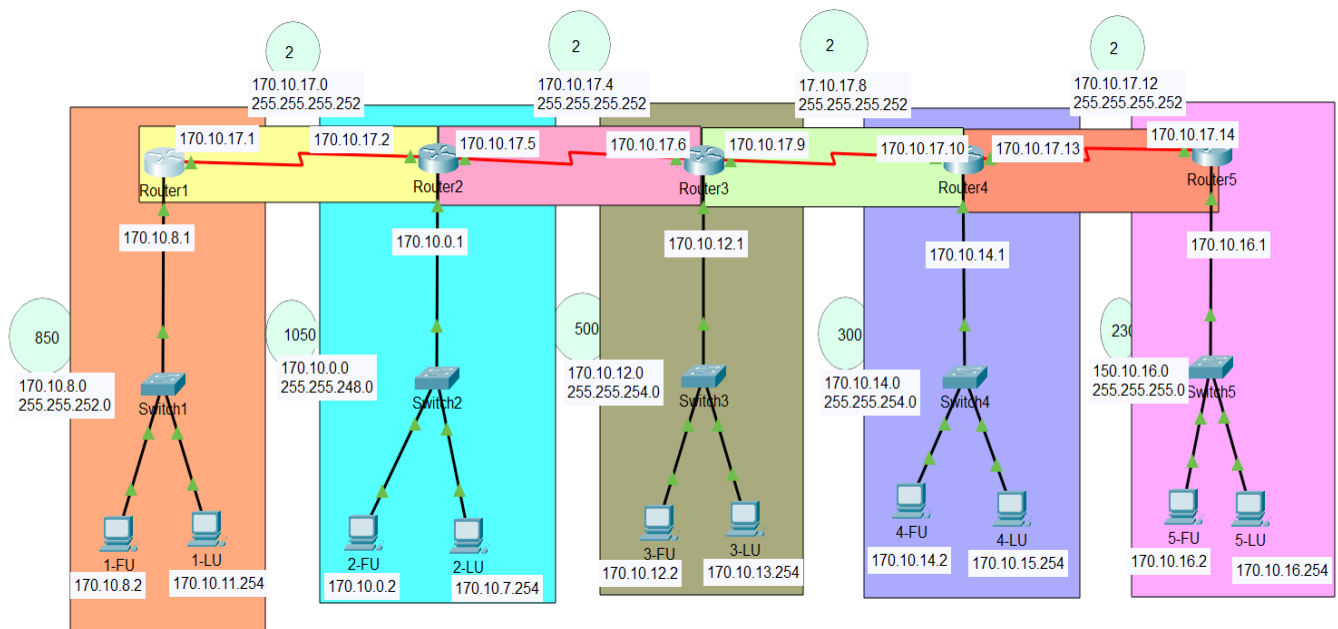 2
2
2
2
170.10.17.0
255.255.255.252
170.10.17.4
255.255.255.252
17.10.17.8
255.255.255.252
170.10.17.12
255.255.255.252
170.10.17.1
170.10.17.2
170.10.17.5
170.10.17.6
170.10.17.9
170.10.17.10
170.10.17.13
170.10.17.14
Router1
Router2
Router3
Router4
Router5
170.10.8.1
170.10.0.1
170.10.12.1
170.10.14.1
170.10.16.1
850
1050
500
300
230
170.10.8.0
255.255.252.0
170.10.0.0
255.255.248.0
170.10.12.0
255.255.254.0
170.10.14.0
255.255.254.0
150.10.16.0
255.255.255.0
Switch1
Switch2
Switch3
Switch4
Switch5
1-FU
1-LU
2-FU
2-LU
3-FU
3-LU
4-FU
4-LU
5-FU
5-LU
170.10.8.2
170.10.11.254
170.10.0.2
170.10.7.254
170.10.12.2
170.10.13.254
170.10.14.2
170.10.15.254
170.10.16.2
170.10.16.254